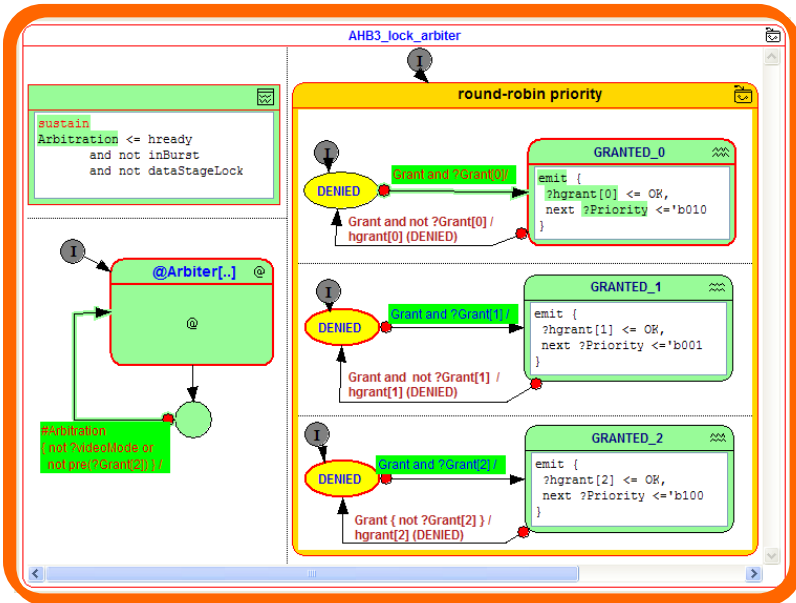 AHB3_lock_arbiter
I
round-robin priority
sustain
Arbitration <= hready
and not inBurst
and not dataStageLock
I
@Arbiter[..] @
@
#Arbitration
{ not ?videoMode or
not pre(?Grant[2]) } /
I
DENIED
Grant and ?Grant[0]/
Grant and not ?Grant[0] /
hgrant[0] (DENIED)
GRANTED_0
emit {
?hgrant[0] <= OK,
next ?Priority <='b010
}
I
DENIED
Grant and ?Grant[1] /
Grant and not ?Grant[1] /
hgrant[1] (DENIED)
GRANTED_1
emit {
?hgrant[1] <= OK,
next ?Priority <='b001
}
I
DENIED
Grant and ?Grant[2] /
Grant { not ?Grant[2] } /
hgrant[2] (DENIED)
GRANTED_2
emit {
?hgrant[2] <= OK,
next ?Priority <='b100
}